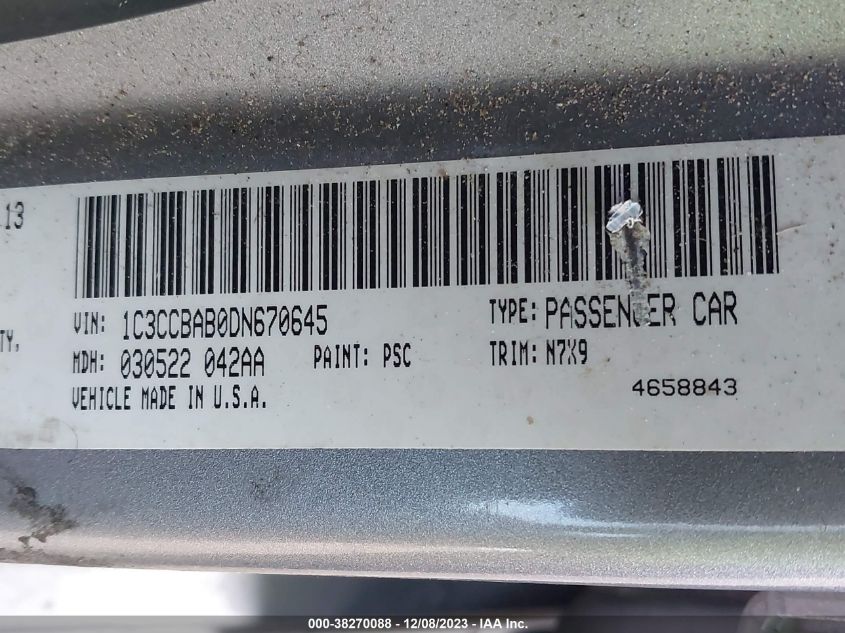 .13
TY,
VIN: 1C3CCBAB0DN670645 TYPE: PASSENGER CAR
MDH: 030522 042AA PAINT: PSC TRIM: N7X9
VEHICLE MADE IN U.S.A. 4658843
000-38270088 - 12/08/2023 - IAA Inc.